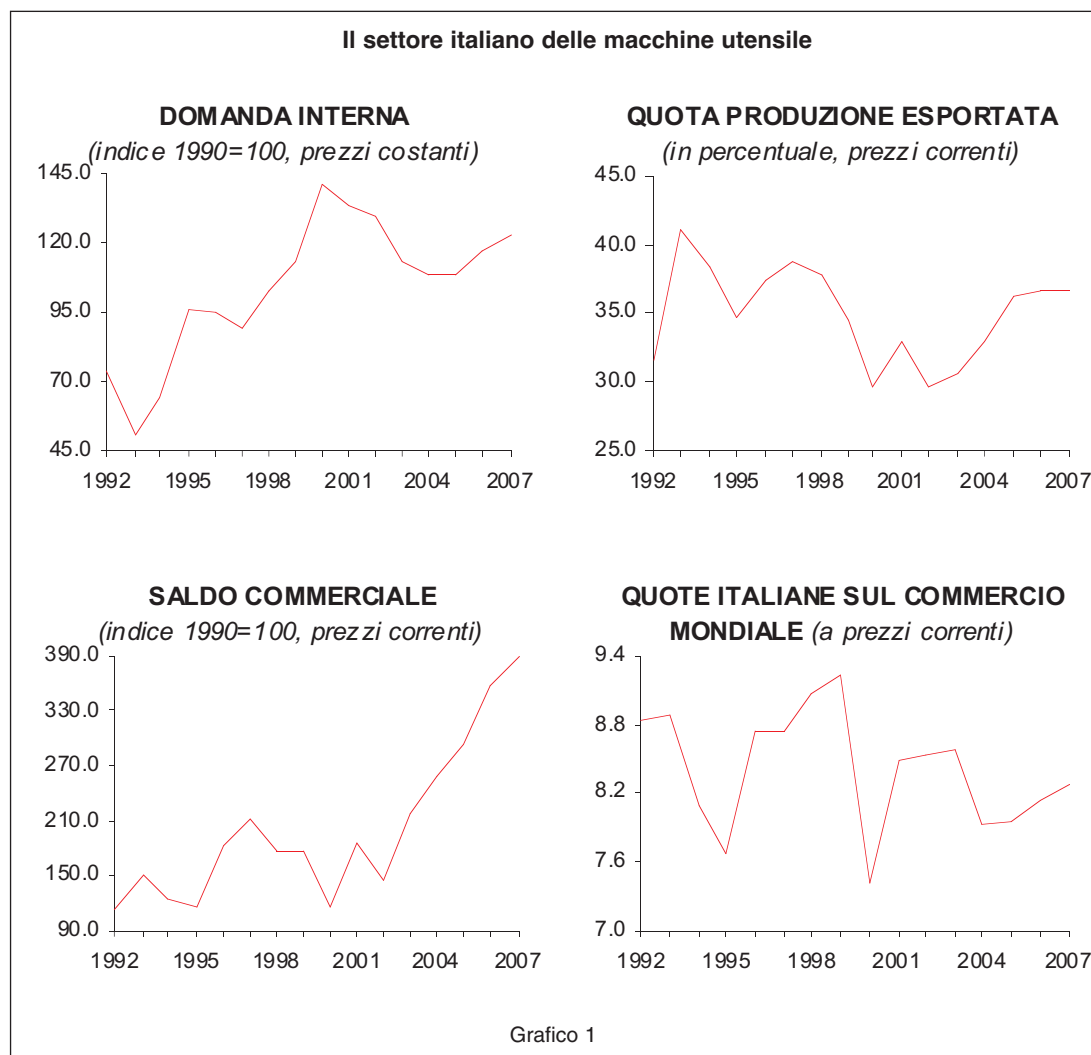 Il settore italiano delle macchine utensile
DOMANDA INTERNA
(indice 1990=100, prezzi costanti)
145.0
120.0
95.0
70.0
45.0
1992 1995 1998 2001 2004 2007
QUOTA PRODUZIONE ESPORTATA
(in percentuale, prezzi correnti)
45.0
40.0
35.0
30.0
25.0
1992 1995 1998 2001 2004 2007
SALDO COMMERCIALE
(indice 1990=100, prezzi correnti)
390.0
330.0
270.0
210.0
150.0
90.0
1992 1995 1998 2001 2004 2007
QUOTE ITALIANE SUL COMMERCIO
MONDIALE (a prezzi correnti)
9.4
8.8
8.2
7.6
7.0
1992 1995 1998 2001 2004 2007
Grafico 1